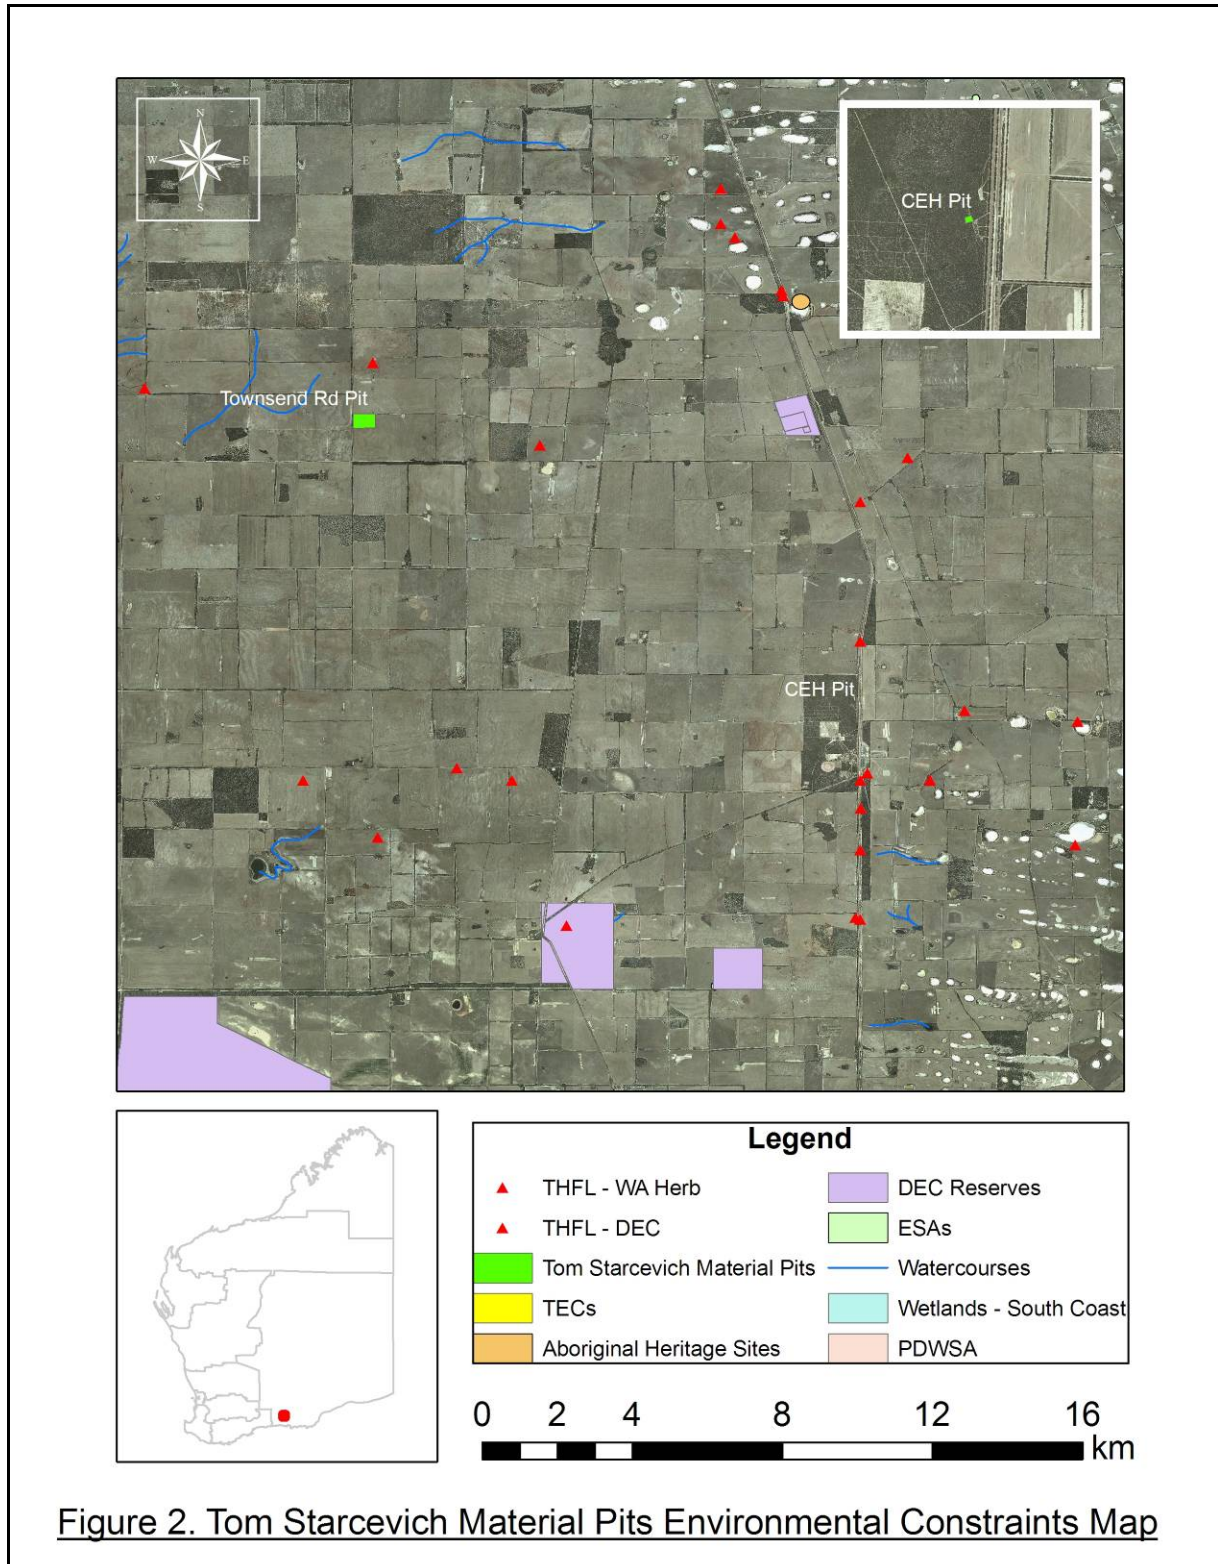 N
W E
S
CEH Pit
Townsend Rd Pit
CEH Pit
Legend
THFL - WA Herb
THFL - DEC
Tom Starcevich Material Pits
TECs
Aboriginal Heritage Sites
DEC Reserves
ESAs
Watercourses
Wetlands - South Coast
PDWSA
0 2 4 8 12 16
km
Figure 2. Tom Starcevich Material Pits Environmental Constraints Map